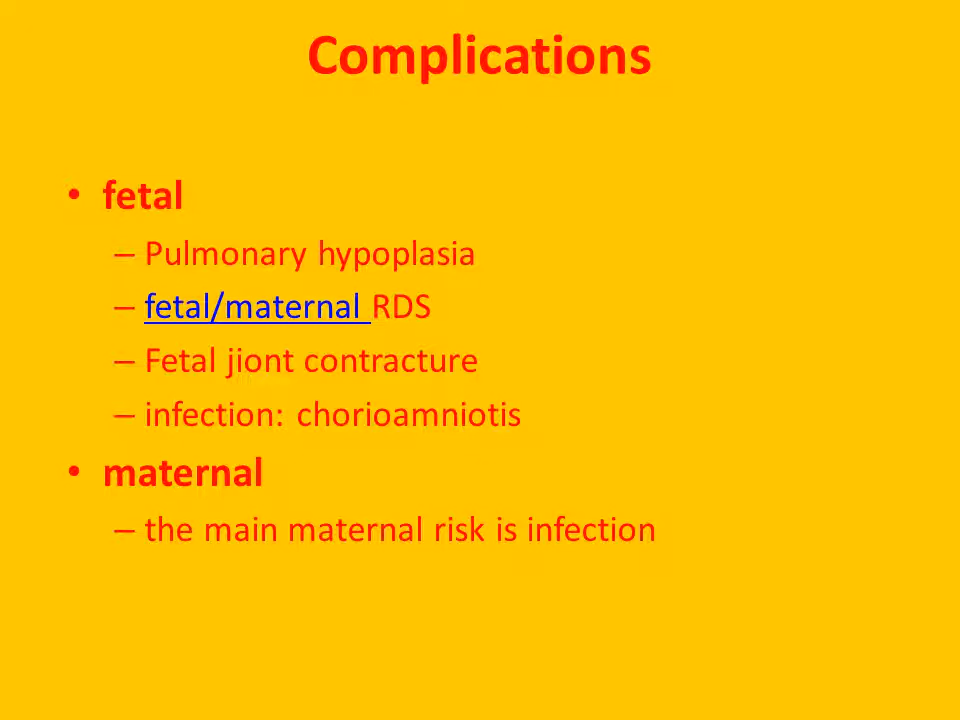 Complications
• fetal
– Pulmonary hypoplasia
– fetal/maternal RDS
– Fetal jiont contracture
– infection: chorioamniotis
• maternal
– the main maternal risk is infection